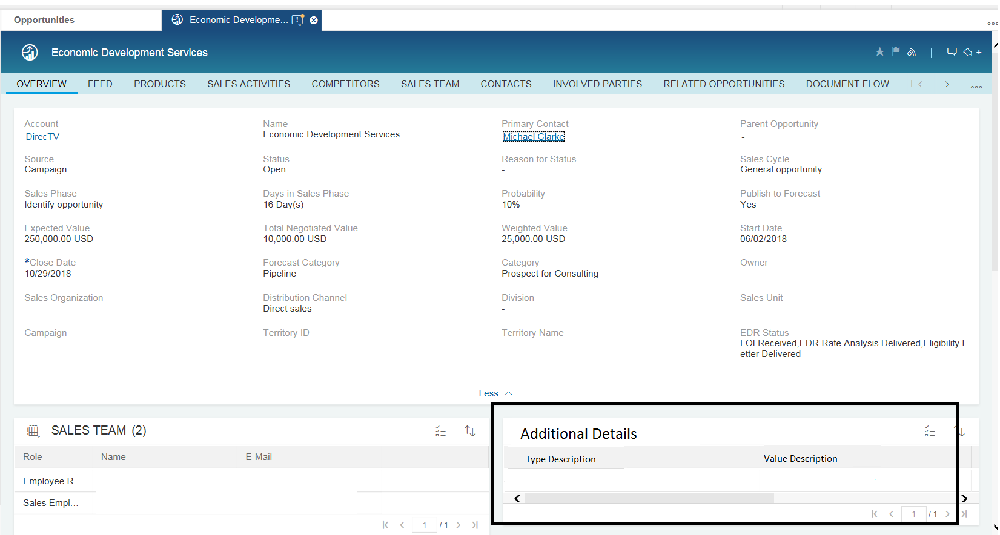 Opportunities
Economic Developme...
Economic Development Services
OVERVIEW FEED PRODUCTS SALES ACTIVITIES COMPETITORS SALES TEAM CONTACTS INVOLVED PARTIES RELATED OPPORTUNITIES DOCUMENT FLOW
Account Name Primary Contact Parent Opportunity
DirecTV Economic Development Services Michael Clarke -
Source Status Reason for Status Sales Cycle
Campaign Open - General opportunity
Sales Phase Days in Sales Phase Probability Publish to Forecast
Identify opportunity 16 Day(s) 10% Yes
Expected Value Total Negotiated Value Weighted Value Start Date
250,000.00 USD 10,000.00 USD 25,000.00 USD 06/02/2018
*Close Date Forecast Category Category Owner
10/29/2018 Pipeline Prospect for Consulting
Sales Organization Distribution Channel Division Sales Unit
Direct sales -
Campaign Territory ID Territory Name EDR Status
- - - LOI Received,EDR Rate Analysis Delivered,Eligibility L
etter Delivered
Less
SALES TEAM (2)
Role Name E-Mail
Employee R...
Sales Empl...
1 / 1
Additional Details
Type Description Value Description
1 / 1